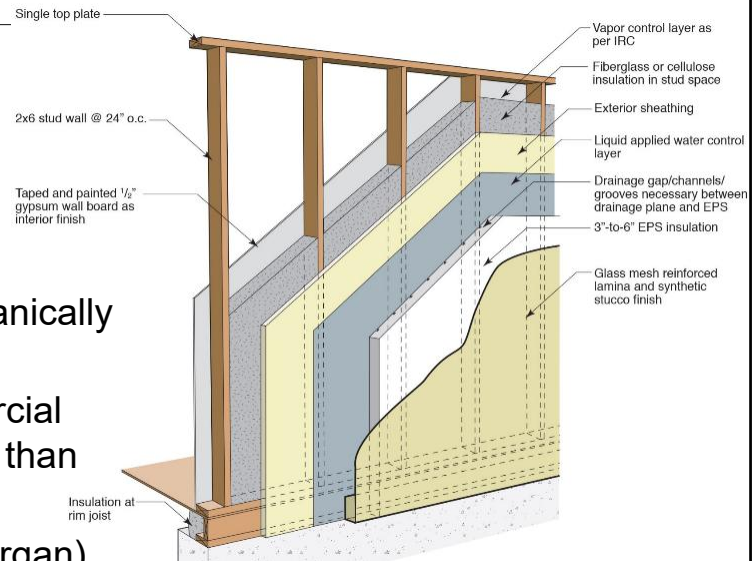 Single top plate
2x6 stud wall @ 24" o.c.
Taped and painted 1/2"
gypsum wall board as
interior finish
anically
rcial
than
Insulation at
rim joist
organ)
Vapor control layer as
per IRC
Fiberglass or cellulose
insulation in stud space
Exterior sheathing
Liquid applied water control
layer
Drainage gap/channels/
grooves necessary between
drainage plane and EPS
3"-to-6" EPS insulation
Glass mesh reinforced
lamina and synthetic
stucco finish